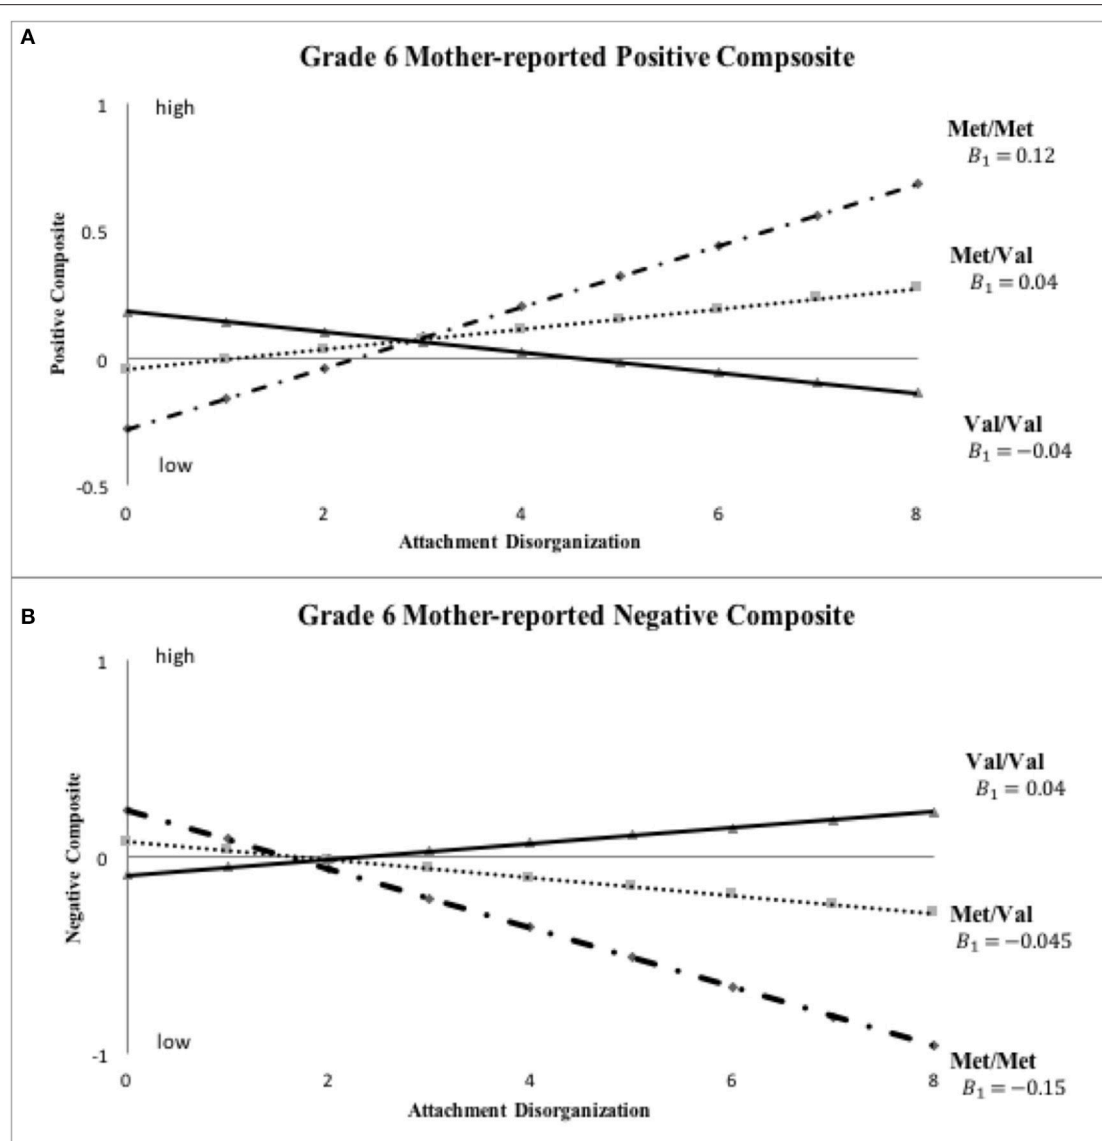 A
Grade 6 Mother-reported Positive Compsosite
1
high
Met/Met
B₁ = 0.12
0.5
Met/Val
B₁ = 0.04
Positive Composite
0
Val/Val
B₁ = −0.04
low
-0.5
0 2 4 6 8
Attachment Disorganization
B
Grade 6 Mother-reported Negative Composite
1
high
Val/Val
B₁ = 0.04
Negative Composite
0
Met/Val
B₁ = −0.045
low
-1
Met/Met
B₁ = −0.15
0 2 4 6 8
Attachment Disorganization